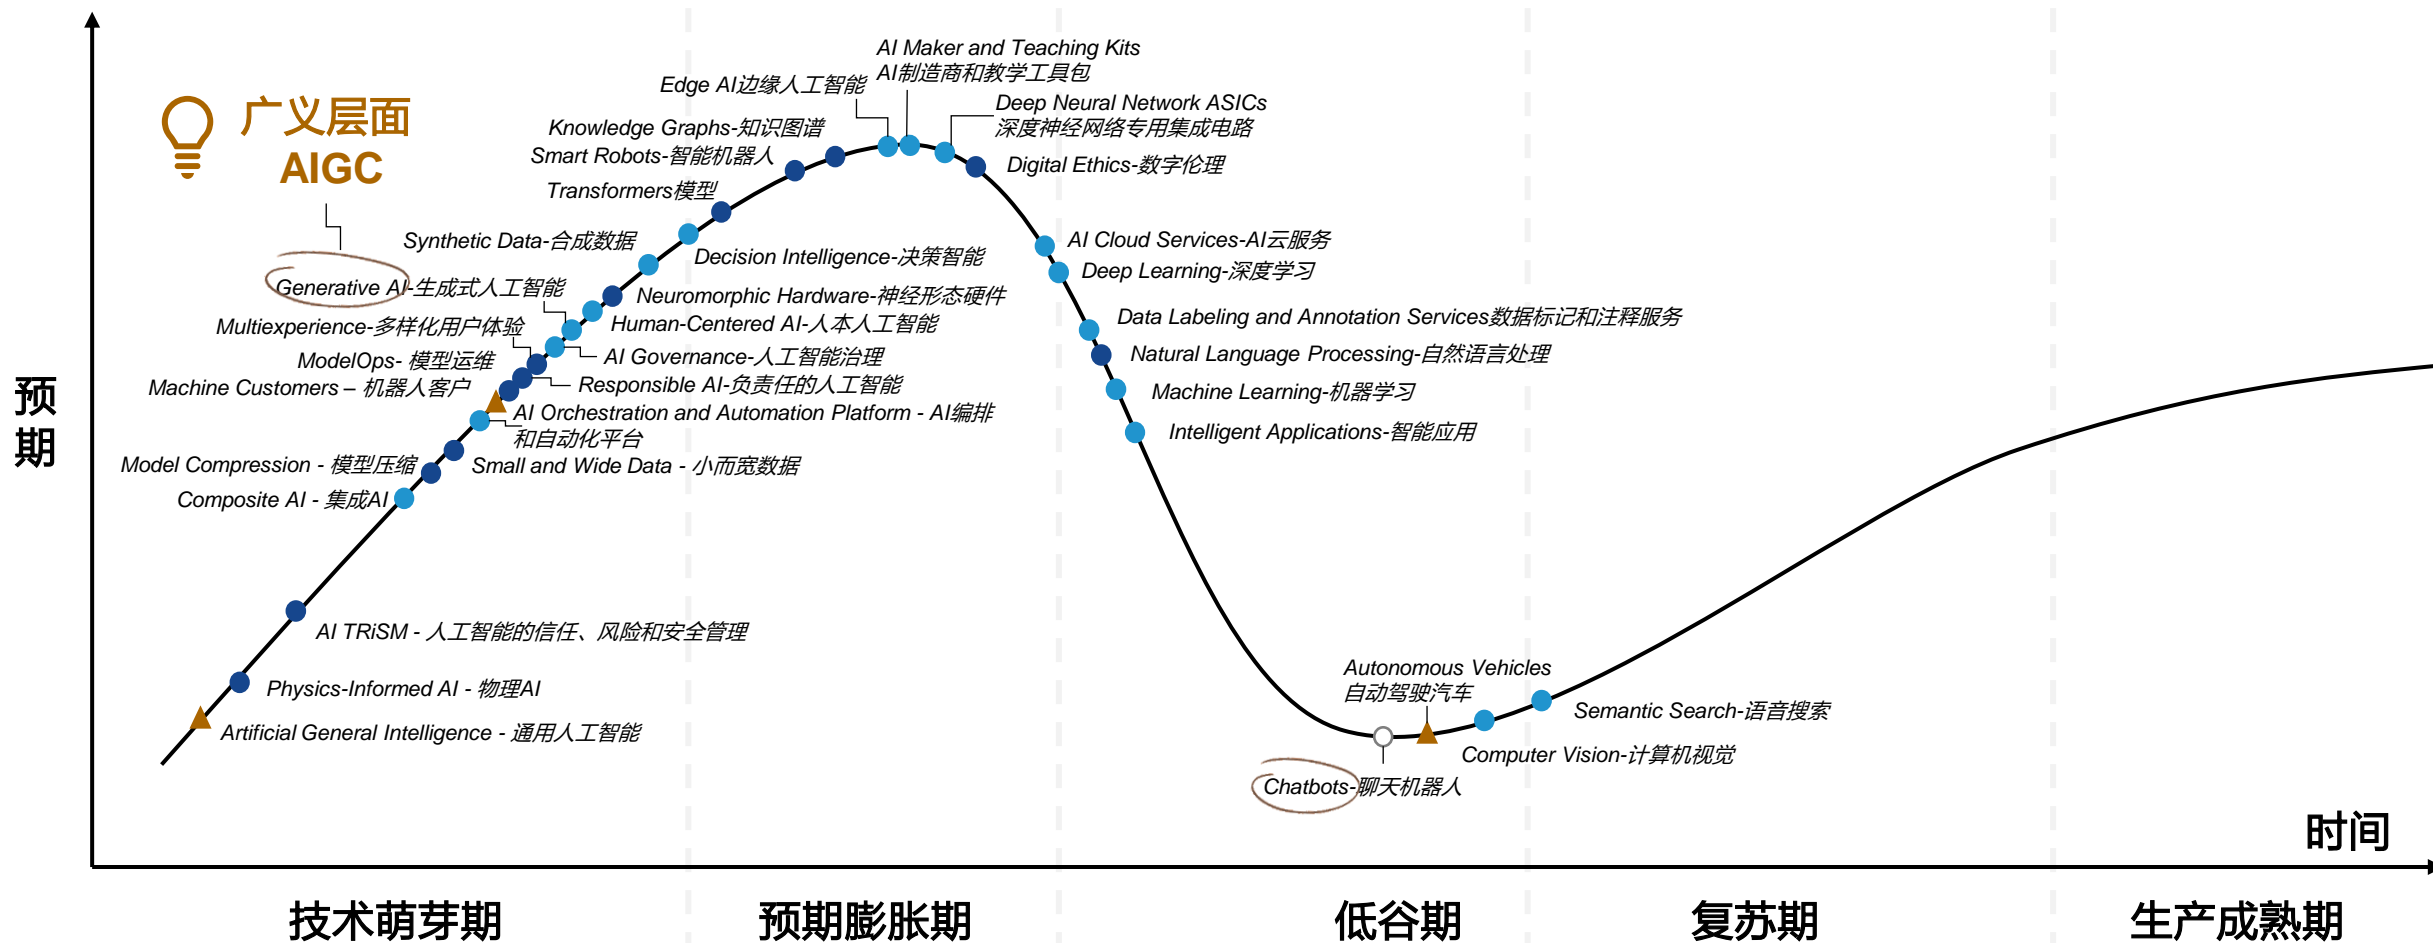 AI Maker and Teaching Kits
AI制造商和教学工具包
Edge AI边缘人工智能
Deep Neural Network ASICs
深度神经网络专用集成电路
广义层面
AIGC
Knowledge Graphs-知识图谱
Smart Robots-智能机器人
Digital Ethics-数字伦理
Transformers模型
Synthetic Data-合成数据
AI Cloud Services-AI云服务
Decision Intelligence-决策智能
Deep Learning-深度学习
Generative AI-生成式人工智能
Neuromorphic Hardware-神经形态硬件
Data Labeling and Annotation Services数据标记和注释服务
Multiexperience-多样化用户体验
Human-Centered AI-人本人工智能
ModelOps- 模型运维
AI Governance-人工智能治理
Natural Language Processing-自然语言处理
Machine Customers – 机器人客户
Responsible AI-负责任的人工智能
Machine Learning-机器学习
AI Orchestration and Automation Platform - AI编排
和自动化平台
Intelligent Applications-智能应用
预
期
Model Compression - 模型压缩
Small and Wide Data - 小而宽数据
Composite AI - 集成AI
AI TRiSM - 人工智能的信任、风险和安全管理
Physics-Informed AI - 物理AI
Artificial General Intelligence - 通用人工智能
Autonomous Vehicles
自动驾驶汽车
Semantic Search-语音搜索
Computer Vision-计算机视觉
Chatbots-聊天机器人
时间
技术萌芽期
预期膨胀期
低谷期
复苏期
生产成熟期